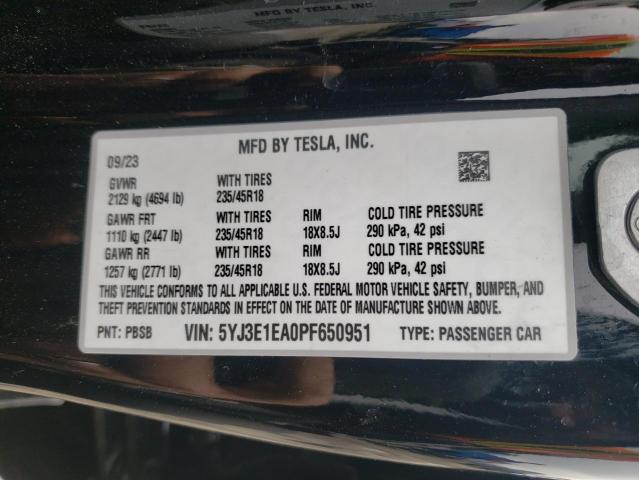 MFD BY TESLA, INC.
09/23
GVWR WITH TIRES
2129 kg (4694 lb) 235/45R18
GAWR FRT WITH TIRES RIM COLD TIRE PRESSURE
1110 kg (2447 lb) 235/45R18 18X8.5J 290 kPa, 42 psi
GAWR RR WITH TIRES RIM COLD TIRE PRESSURE
1257 kg (2771 lb) 235/45R18 18X8.5J 290 kPa, 42 psi
THIS VEHICLE CONFORMS TO ALL APPLICABLE U.S. FEDERAL MOTOR VEHICLE SAFETY, BUMPER, AND
THEFT PREVENTION STANDARDS IN EFFECT ON THE DATE OF MANUFACTURE SHOWN ABOVE.
PNT: PBSB VIN: 5YJ3E1EA0PF650951 TYPE: PASSENGER CAR